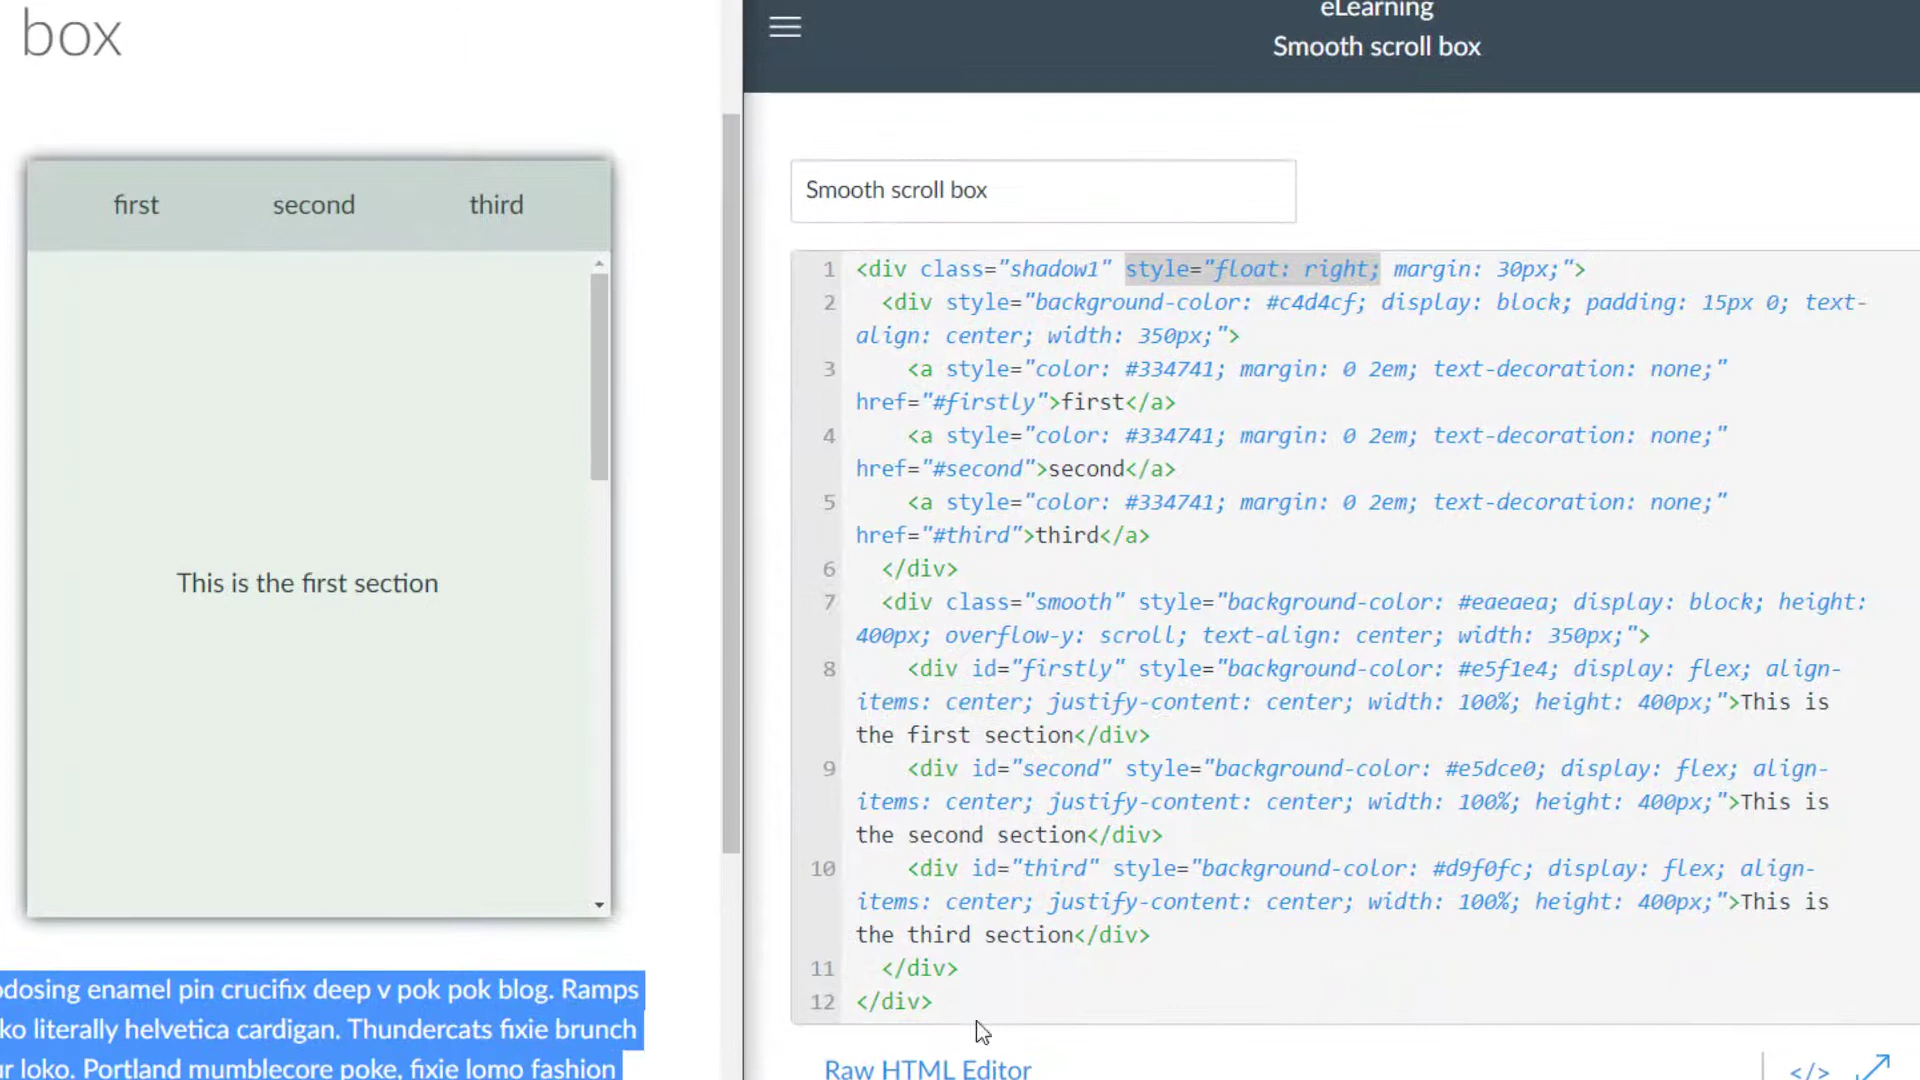 box
first second third
This is the first section
enamel pin crucifix deep v pok pok blog. Ramps
literally helvetica cardigan. Thundercats fixie brunch
loko. Portland mumblecore poke, fixie lomo fashion
eLearning
Smooth scroll box
Smooth scroll box
1 <div class="shadow1" style="float: right; margin: 30px;">
2 <div style="background-color: #c4d4cf; display: block; padding: 15px 0; text-
align: center; width: 350px;">
3 <a style="color: #334741; margin: 0 2em; text-decoration: none;"
href="#firstly">first</a>
4 <a style="color: #334741; margin: 0 2em; text-decoration: none;"
href="#second">second</a>
5 <a style="color: #334741; margin: 0 2em; text-decoration: none;"
href="#third">third</a>
6 </div>
7 <div class="smooth" style="background-color: #eaeaea; display: block; height:
400px; overflow-y: scroll; text-align: center; width: 350px;">
8 <div id="firstly" style="background-color: #e5f1e4; display: flex; align-
items: center; justify-content: center; width: 100%; height: 400px;">This is
the first section</div>
9 <div id="second" style="background-color: #e5dce0; display: flex; align-
items: center; justify-content: center; width: 100%; height: 400px;">This is
the second section</div>
10 <div id="third" style="background-color: #d9f0fc; display: flex; align-
items: center; justify-content: center; width: 100%; height: 400px;">This is
the third section</div>
11 </div>
12 </div>
Raw HTML Editor </>